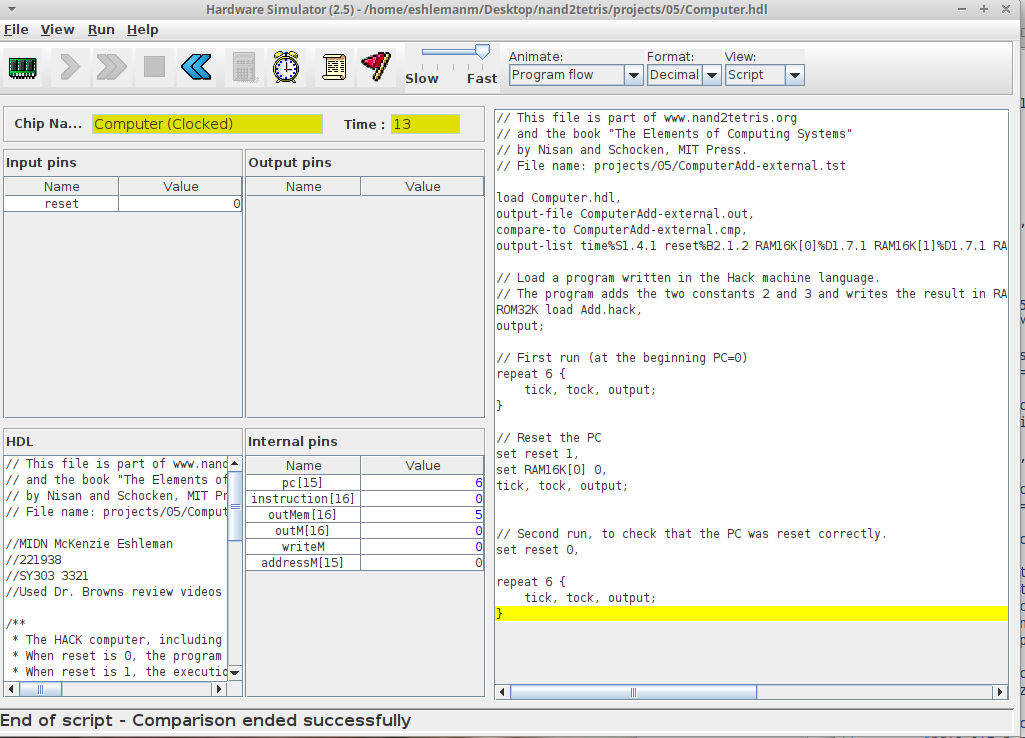 Hardware Simulator (2.5) - /home/eshlemanm/Desktop/nand2tetris/projects/05/Computer.hdl
File View Run Help
Slow Fast
Animate: Format: View:
Program flow Decimal Script
Chip Na... Computer (Clocked) Time : 13
Input pins
Name Value
reset 0
Output pins
Name Value
HDL
// This file is part of www.nand
// and the book "The Elements of
// by Nisan and Schocken, MIT Pr
// File name: projects/05/Comput
//MIDN McKenzie Eshleman
//221938
//SY303 3321
//Used Dr. Browns review videos
/**
* The HACK computer, including
* When reset is 0, the program
* When reset is 1, the executio
Internal pins
Name Value
pc[15] 6
instruction[16] 0
outMem[16] 5
outM[16] 0
writeM 0
addressM[15] 0
// This file is part of www.nand2tetris.org
// and the book "The Elements of Computing Systems"
// by Nisan and Schocken, MIT Press.
// File name: projects/05/ComputerAdd-external.tst
load Computer.hdl,
output-file ComputerAdd-external.out,
compare-to ComputerAdd-external.cmp,
output-list time%S1.4.1 reset%B2.1.2 RAM16K[0]%D1.7.1 RAM16K[1]%D1.7.1 RA
// Load a program written in the Hack machine language.
// The program adds the two constants 2 and 3 and writes the result in RA
ROM32K load Add.hack,
output;
// First run (at the beginning PC=0)
repeat 6 {
tick, tock, output;
}
// Reset the PC
set reset 1,
set RAM16K[0] 0,
tick, tock, output;
// Second run, to check that the PC was reset correctly.
set reset 0,
repeat 6 {
tick, tock, output;
}
End of script - Comparison ended successfully